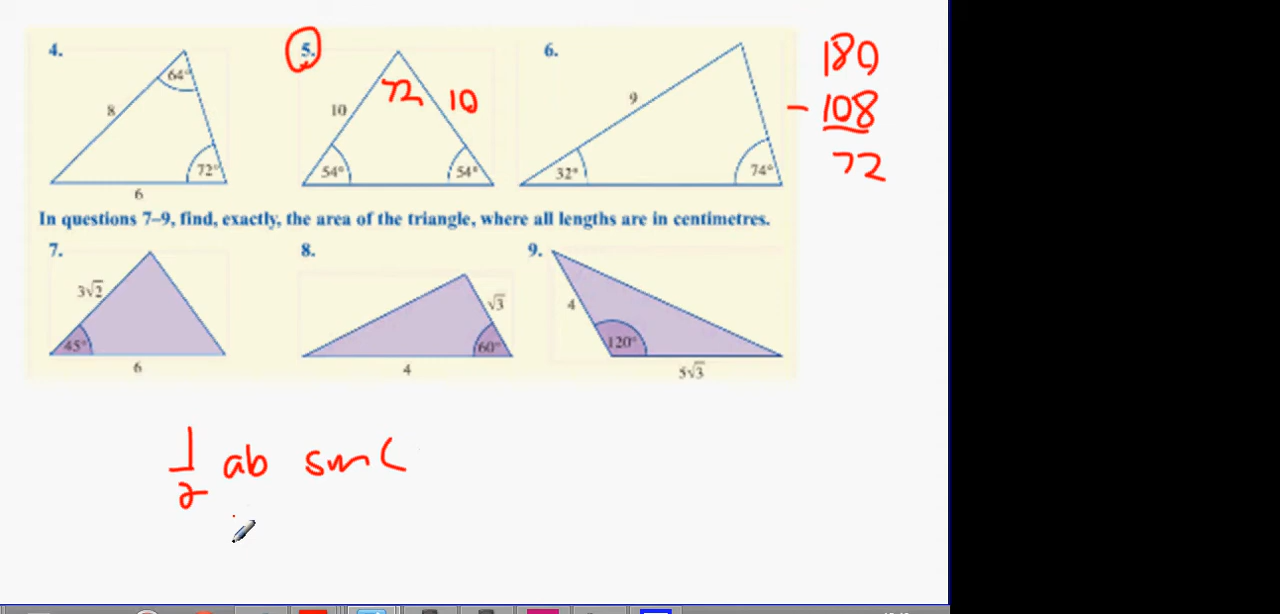 4. 5. 6. 180
64° 72 10 9 - 108
8 10 72
72° 54° 54° 32° 74°
6
In questions 7–9, find, exactly, the area of the triangle, where all lengths are in centimetres.
7. 8. 9.
3√2 √3 4
45° 60° 120°
6 4 5√3
1/2 ab sin C